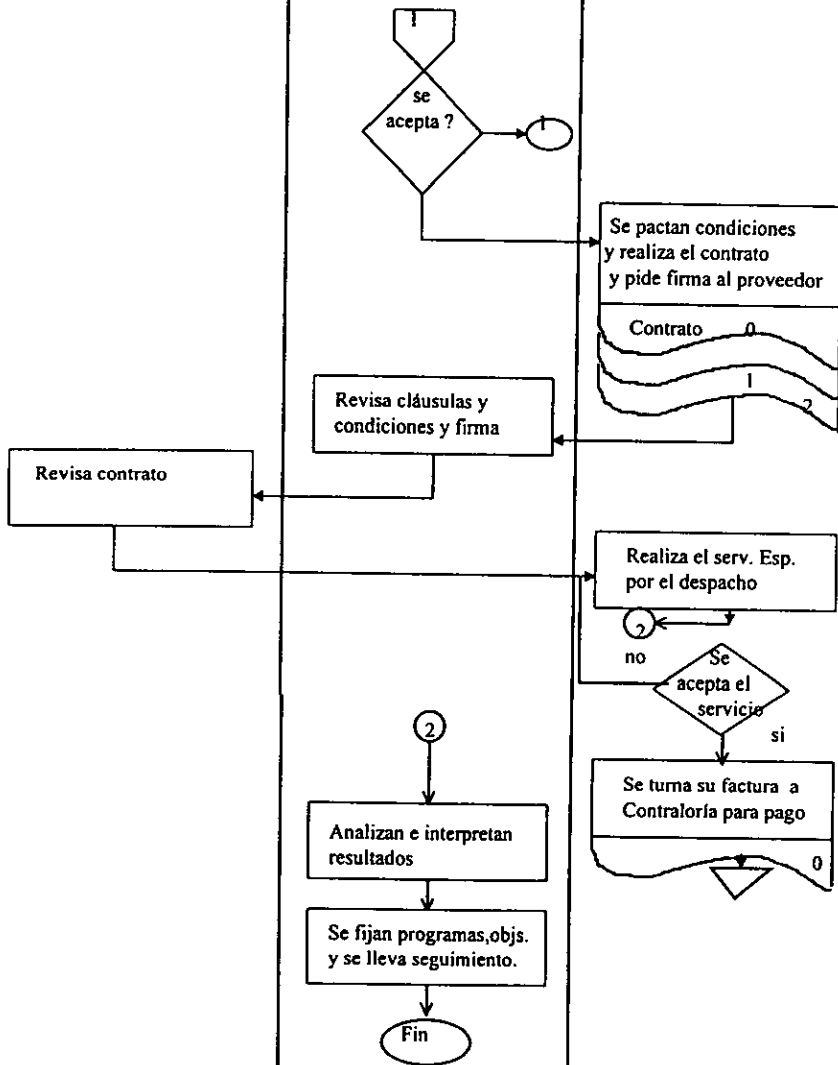 1
se
acepta ?
1
Se pactan condiciones
y realiza el contrato
y pide firma al proveedor
Contrato 0
1
2
Revisa cláusulas y
condiciones y firma
Revisa contrato
Realiza el serv. Esp.
por el despacho
2
no
Se
acepta el
servicio
si
2
Se turna su factura a
Contraloría para pago
0
Analizan e interpretan
resultados
Se fijan programas,objs.
y se lleva seguimiento.
Fin